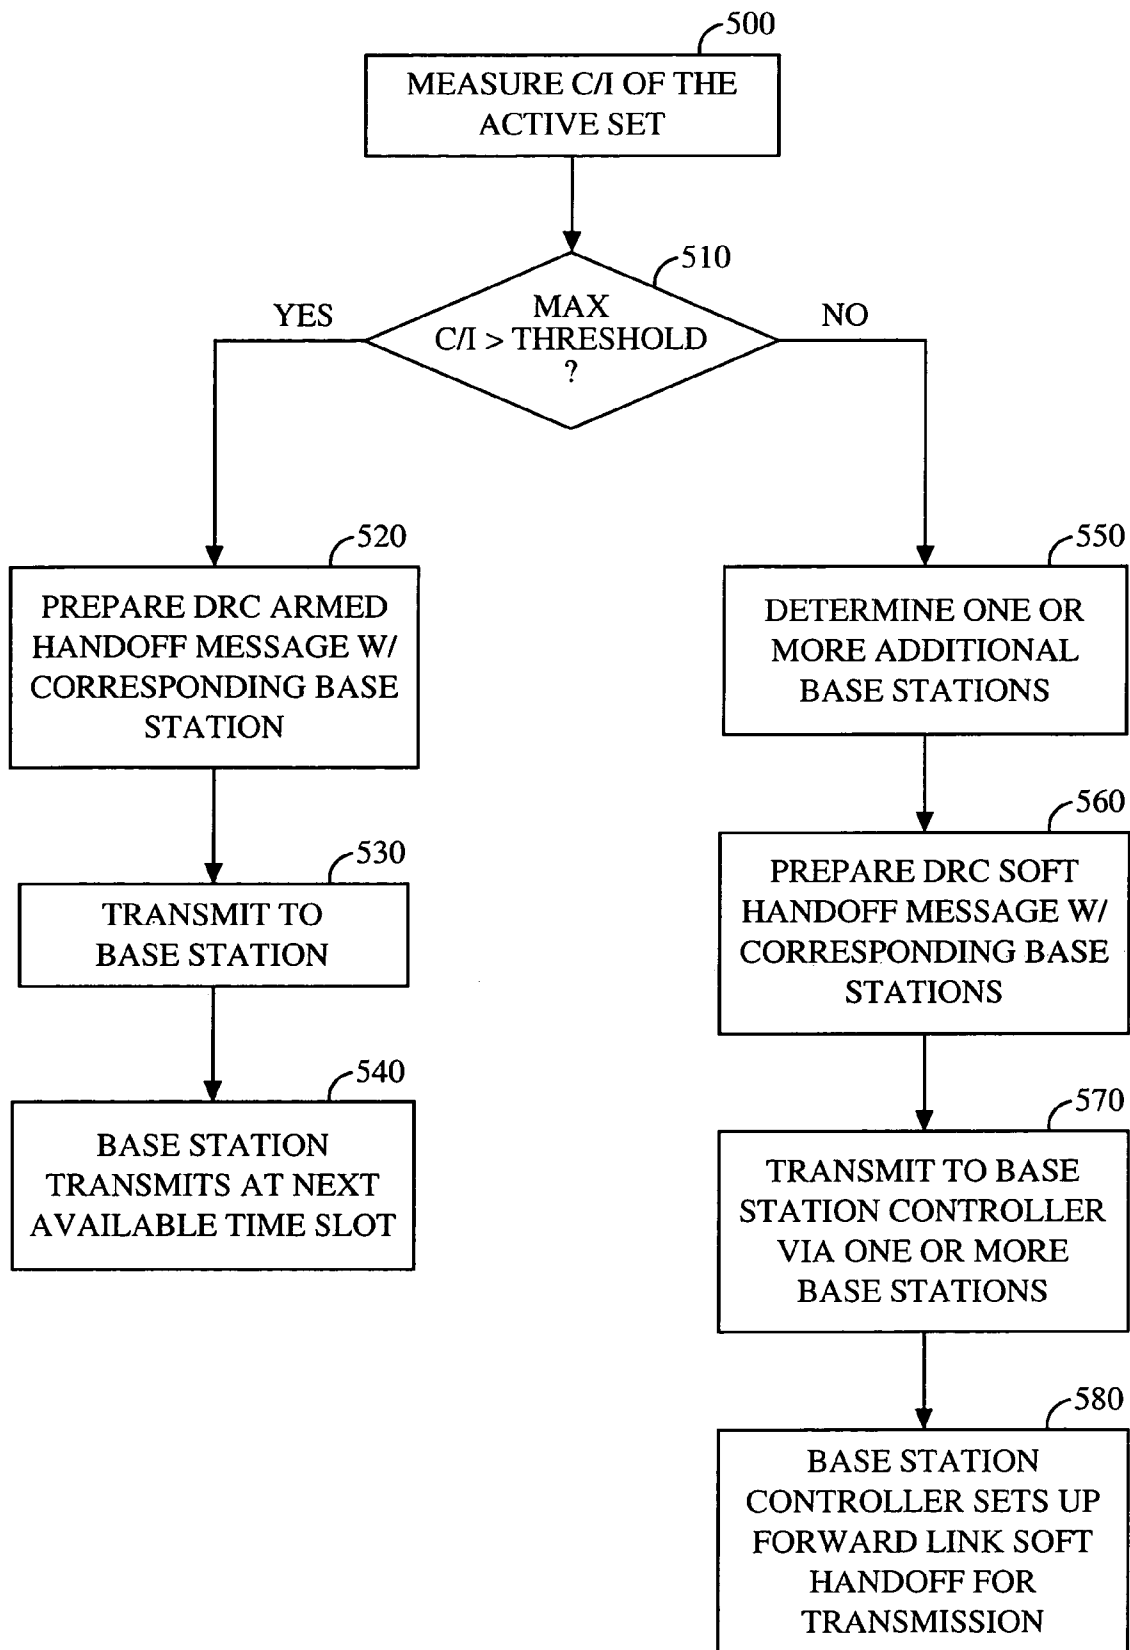 500
MEASURE C/I OF THE
ACTIVE SET
510
MAX
C/I > THRESHOLD
?
YES
NO
520
PREPARE DRC ARMED
HANDOFF MESSAGE W/
CORRESPONDING BASE
STATION
530
TRANSMIT TO
BASE STATION
540
BASE STATION
TRANSMITS AT NEXT
AVAILABLE TIME SLOT
550
DETERMINE ONE OR
MORE ADDITIONAL
BASE STATIONS
560
PREPARE DRC SOFT
HANDOFF MESSAGE W/
CORRESPONDING BASE
STATIONS
570
TRANSMIT TO BASE
STATION CONTROLLER
VIA ONE OR MORE
BASE STATIONS
580
BASE STATION
CONTROLLER SETS UP
FORWARD LINK SOFT
HANDOFF FOR
TRANSMISSION